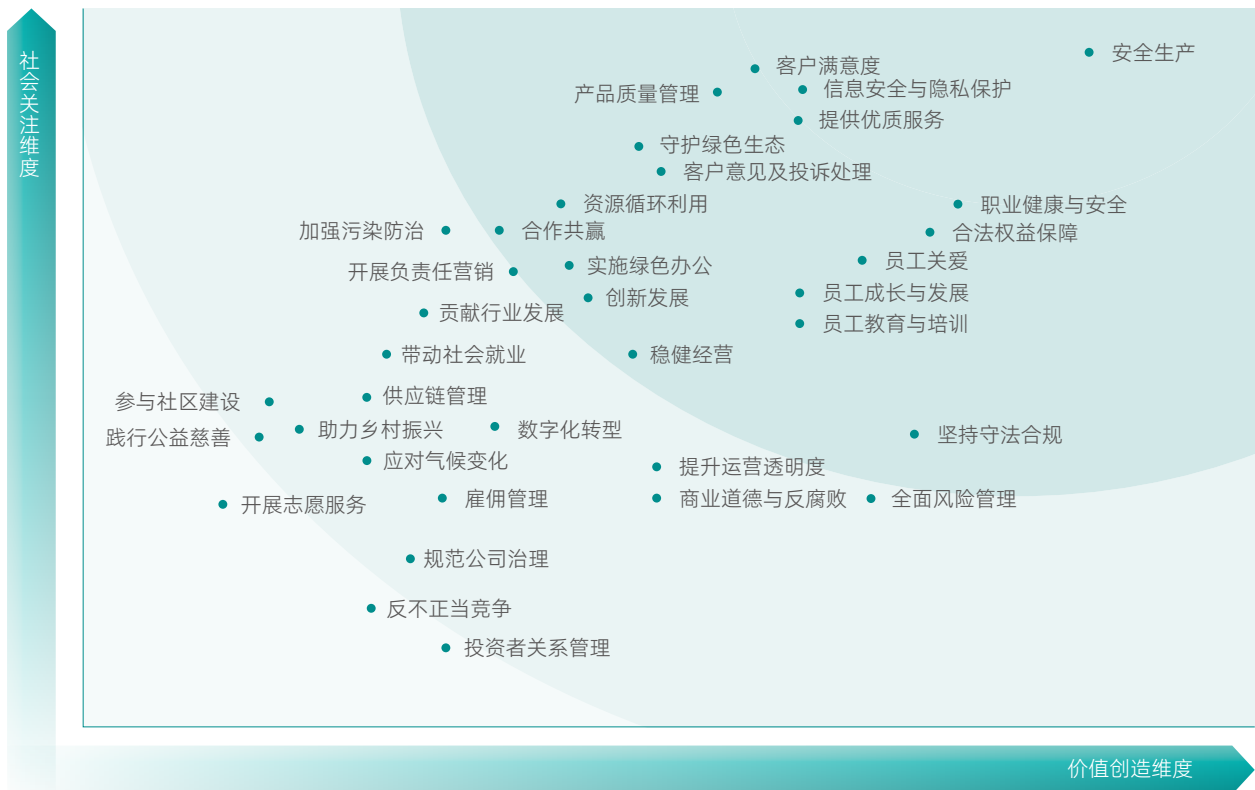 社会关注维度
安全生产
客户满意度
信息安全与隐私保护
产品质量管理
提供优质服务
守护绿色生态
客户意见及投诉处理
资源循环利用
职业健康与安全
加强污染防治
合作共赢
合法权益保障
员工关爱
开展负责任营销
实施绿色办公
员工成长与发展
创新发展
贡献行业发展
员工教育与培训
带动社会就业
稳健经营
参与社区建设
供应链管理
践行公益慈善
助力乡村振兴
数字化转型
坚持守法合规
应对气候变化
提升运营透明度
开展志愿服务
雇佣管理
商业道德与反腐败
全面风险管理
规范公司治理
反不正当竞争
投资者关系管理
价值创造维度